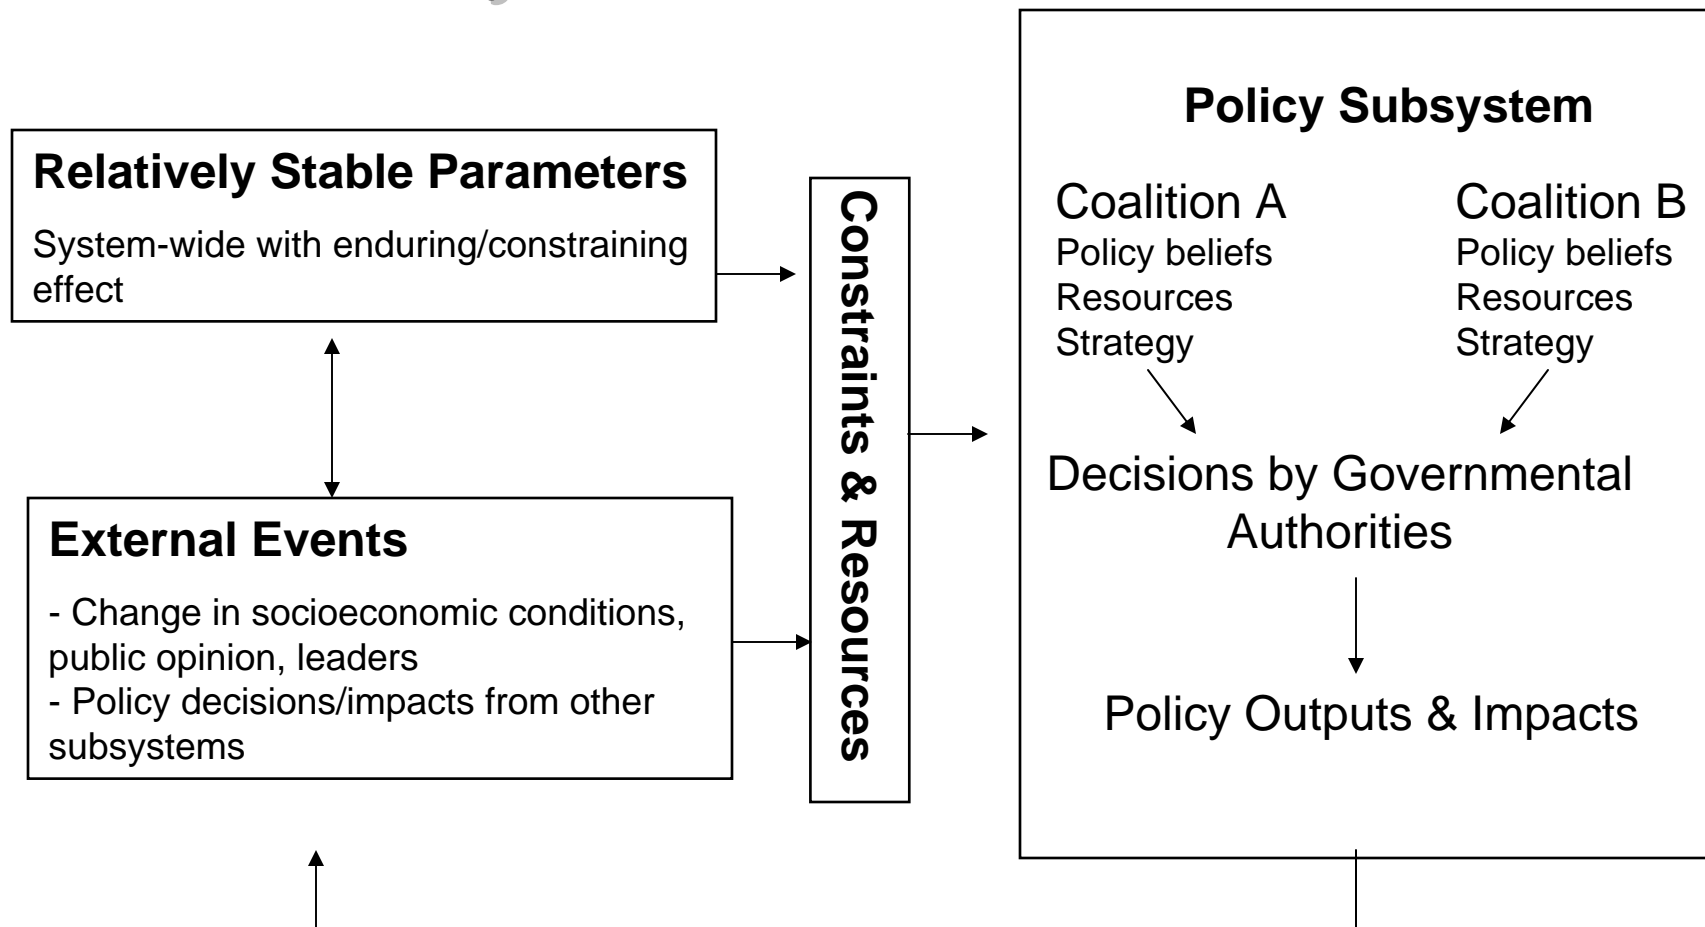 Relatively Stable Parameters
System-wide with enduring/constraining
effect
External Events
- Change in socioeconomic conditions,
public opinion, leaders
- Policy decisions/impacts from other
subsystems
Constraints & Resources
Policy Subsystem
Coalition A
Policy beliefs
Resources
Strategy
Coalition B
Policy beliefs
Resources
Strategy
Decisions by Governmental
Authorities
Policy Outputs & Impacts